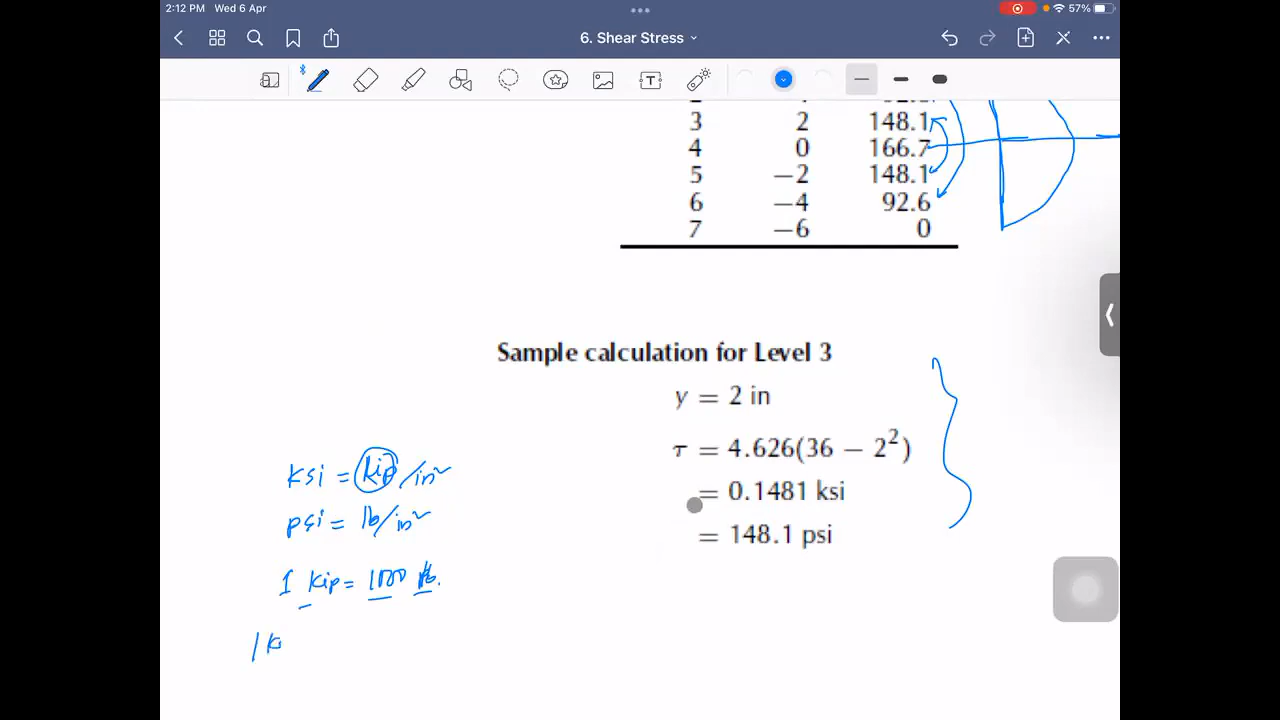 2:12 PM Wed 6 Apr
57%
6. Shear Stress
T
3 2 148.1
4 0 166.7
5 −2 148.1
6 −4 92.6
7 −6 0
Sample calculation for Level 3
y = 2 in
τ = 4.626(36 − 2²)
= 0.1481 ksi
= 148.1 psi
ksi = kip/in²
psi = lb/in²
1 kip = 1000 lb.
1 k